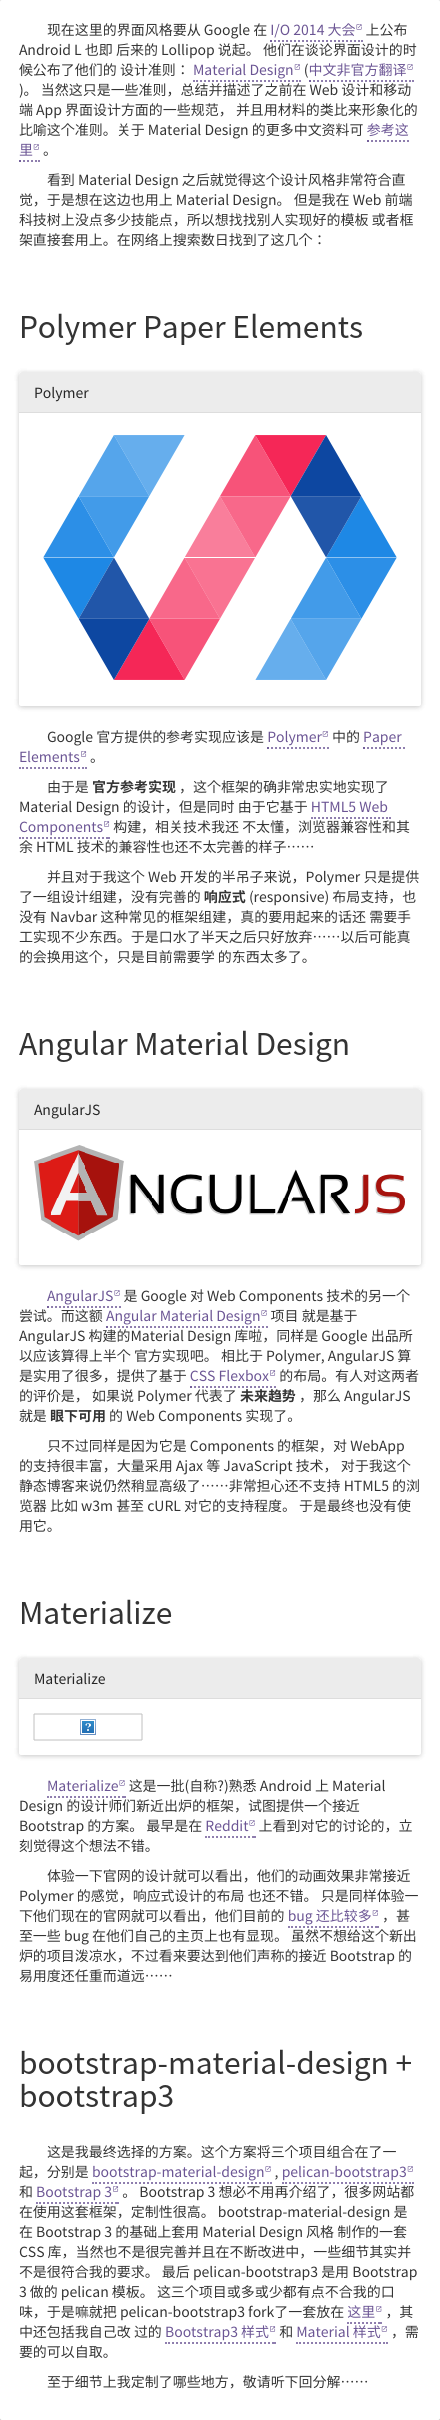 现在这里的界面风格要从 Google 在 I/O 2014 大会 上公布
Android L 也即 后来的 Lollipop 说起。 他们在谈论界面设计的时
候公布了他们的 设计准则： Material Design (中文非官方翻译
)。 当然这只是一些准则，总结并描述了之前在 Web 设计和移动
端 App 界面设计方面的一些规范， 并且用材料的类比来形象化的
比喻这个准则。关于 Material Design 的更多中文资料可 参考这
里 。
看到 Material Design 之后就觉得这个设计风格非常符合直
觉，于是想在这边也用上 Material Design。 但是我在 Web 前端
科技树上没点多少技能点，所以想找找别人实现好的模板 或者框
架直接套用上。在网络上搜索数日找到了这几个：
Polymer Paper Elements
Polymer
Google 官方提供的参考实现应该是 Polymer 中的 Paper
Elements 。
由于是 官方参考实现 ，这个框架的确非常忠实地实现了
Material Design 的设计，但是同时 由于它基于 HTML5 Web
Components 构建，相关技术我还 不太懂，浏览器兼容性和其
余 HTML 技术的兼容性也还不太完善的样子……
并且对于我这个 Web 开发的半吊子来说，Polymer 只是提供
了一组设计组建，没有完善的 响应式 (responsive) 布局支持，也
没有 Navbar 这种常见的框架组建，真的要用起来的话还 需要手
工实现不少东西。于是口水了半天之后只好放弃……以后可能真
的会换用这个，只是目前需要学 的东西太多了。
Angular Material Design
AngularJS
ANGULARJS
AngularJS 是 Google 对 Web Components 技术的另一个
尝试。而这额 Angular Material Design 项目 就是基于
AngularJS 构建的Material Design 库啦，同样是 Google 出品所
以应该算得上半个 官方实现吧。 相比于 Polymer, AngularJS 算
是实用了很多，提供了基于 CSS Flexbox 的布局。有人对这两者
的评价是， 如果说 Polymer 代表了 未来趋势 ，那么 AngularJS
就是 眼下可用 的 Web Components 实现了。
只不过同样是因为它是 Components 的框架，对 WebApp
的支持很丰富，大量采用 Ajax 等 JavaScript 技术， 对于我这个
静态博客来说仍然稍显高级了……非常担心还不支持 HTML5 的浏
览器 比如 w3m 甚至 cURL 对它的支持程度。 于是最终也没有使
用它。
Materialize
Materialize
Materialize 这是一批(自称?)熟悉 Android 上 Material
Design 的设计师们新近出炉的框架，试图提供一个接近
Bootstrap 的方案。 最早是在 Reddit 上看到对它的讨论的，立
刻觉得这个想法不错。
体验一下官网的设计就可以看出，他们的动画效果非常接近
Polymer 的感觉，响应式设计的布局 也还不错。 只是同样体验一
下他们现在的官网就可以看出，他们目前的 bug 还比较多 ，甚
至一些 bug 在他们自己的主页上也有显现。 虽然不想给这个新出
炉的项目泼凉水，不过看来要达到他们声称的接近 Bootstrap 的
易用度还任重而道远……
bootstrap-material-design +
bootstrap3
这是我最终选择的方案。这个方案将三个项目组合在了一
起，分别是 bootstrap-material-design , pelican-bootstrap3
和 Bootstrap 3 。 Bootstrap 3 想必不用再介绍了，很多网站都
在使用这套框架，定制性很高。 bootstrap-material-design 是
在 Bootstrap 3 的基础上套用 Material Design 风格 制作的一套
CSS 库，当然也不是很完善并且在不断改进中，一些细节其实并
不是很符合我的要求。 最后 pelican-bootstrap3 是用 Bootstrap
3 做的 pelican 模板。 这三个项目或多或少都有点不合我的口
味，于是嘛就把 pelican-bootstrap3 fork了一套放在 这里 ，其
中还包括我自己改 过的 Bootstrap3 样式 和 Material 样式 ，需
要的可以自取。
至于细节上我定制了哪些地方，敬请听下回分解……